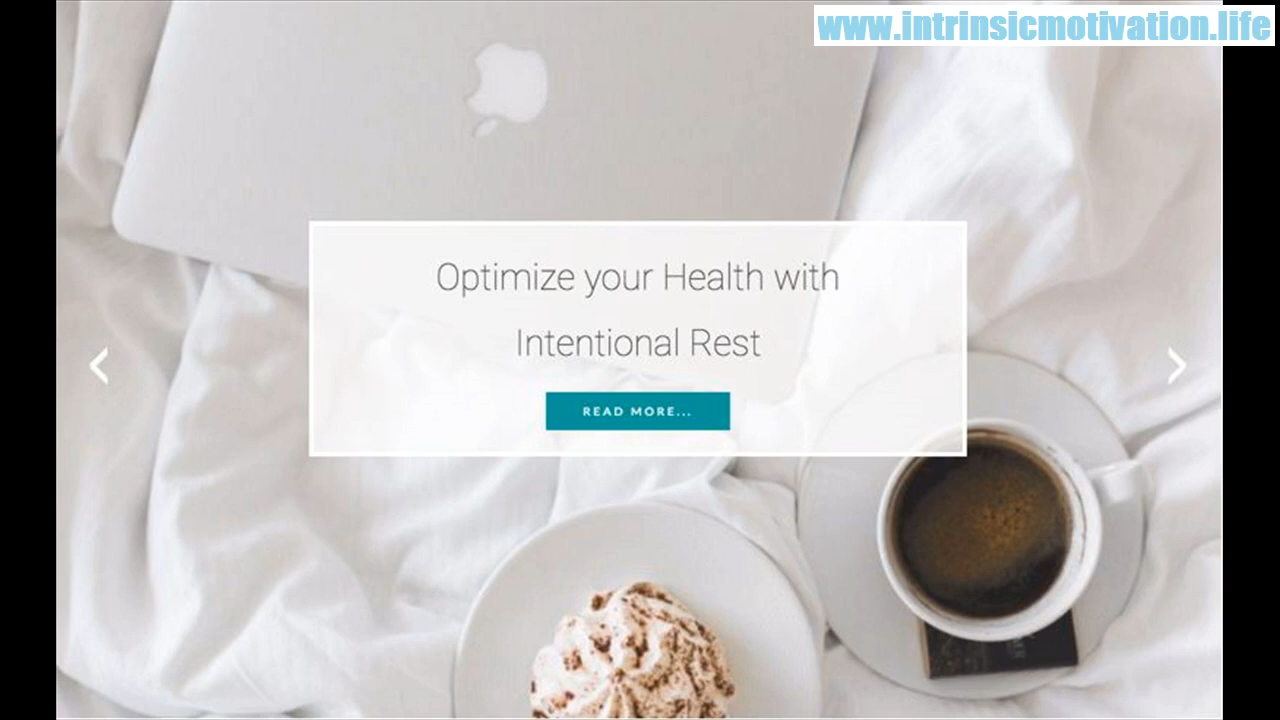 www.intrinsicmotivation.life
Optimize your Health with
Intentional Rest
READ MORE...